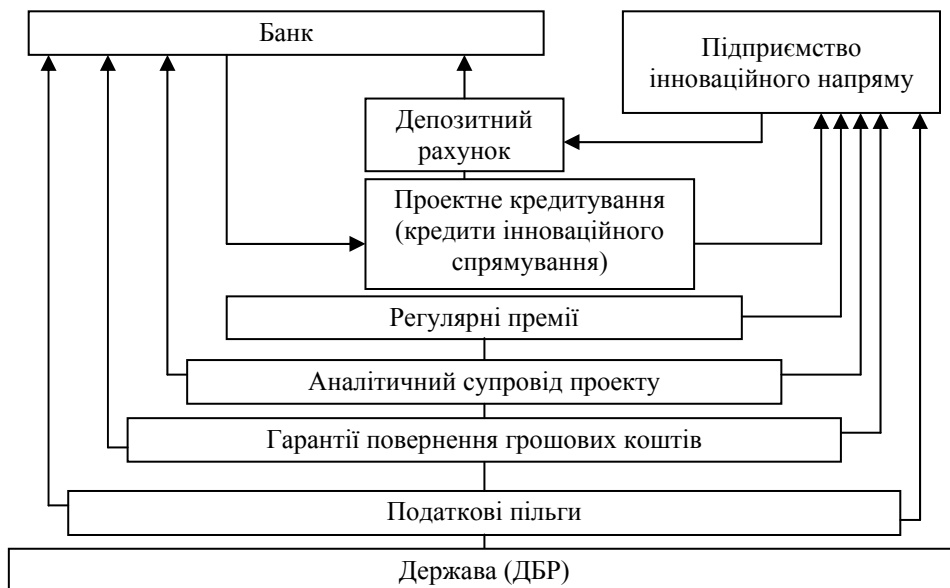 Банк
Підприємство
інноваційного напряму
Депозитний
рахунок
Проектне кредитування
(кредити інноваційного
спрямування)
Регулярні премії
Аналітичний супровід проекту
Гарантії повернення грошових коштів
Податкові пільги
Держава (ДБР)